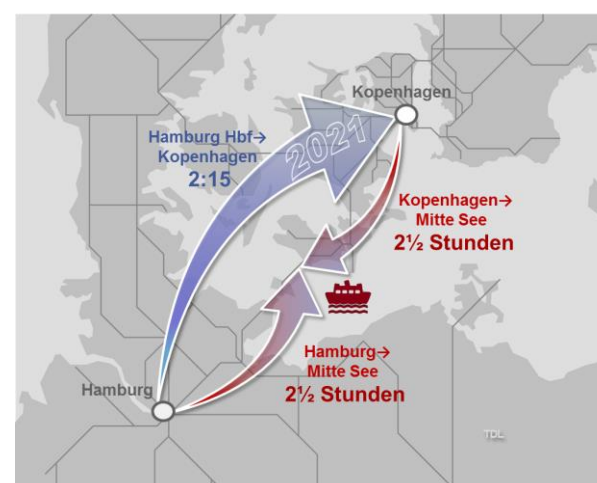 Kopenhagen
Hamburg Hbf→
Kopenhagen
2:15
2021
Kopenhagen→
Mitte See
2½ Stunden
Hamburg→
Mitte See
2½ Stunden
Hamburg
TDL